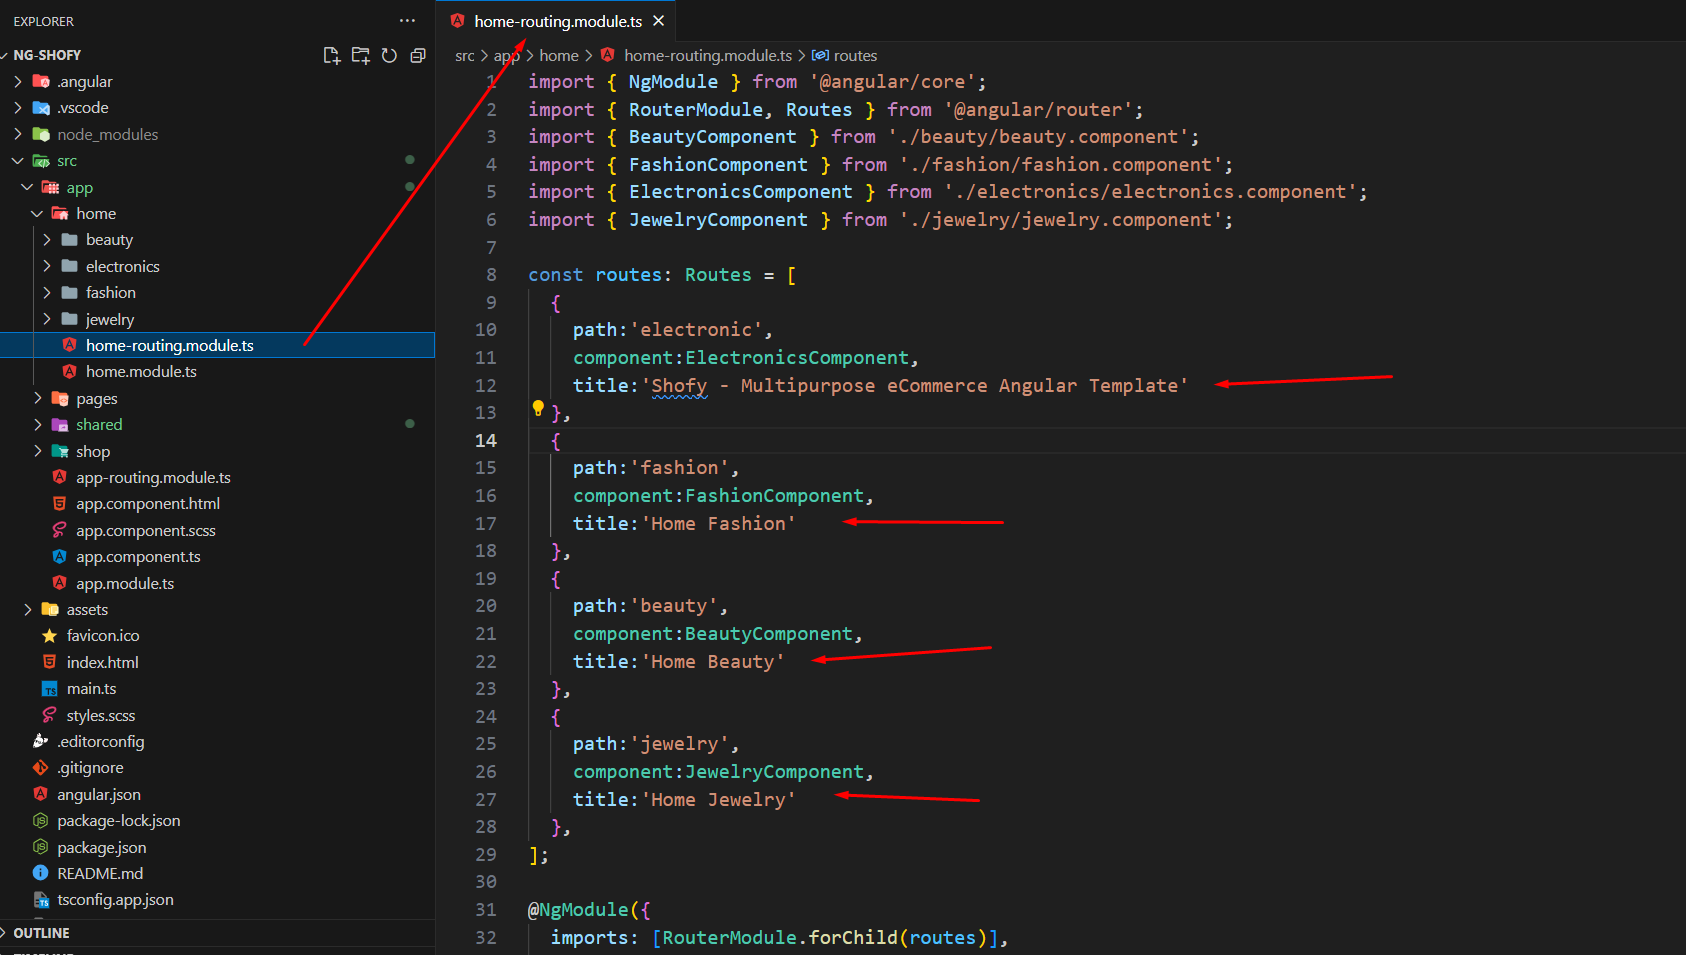 EXPLORER
NG-SHOFY
.angular
.vscode
node_modules
src
app
home
beauty
electronics
fashion
jewelry
home-routing.module.ts
home.module.ts
pages
shared
shop
app-routing.module.ts
app.component.html
app.component.scss
app.component.ts
app.module.ts
assets
favicon.ico
index.html
main.ts
styles.scss
.editorconfig
.gitignore
angular.json
package-lock.json
package.json
README.md
tsconfig.app.json
OUTLINE
home-routing.module.ts
src > app > home > home-routing.module.ts > routes
1 import { NgModule } from '@angular/core';
2 import { RouterModule, Routes } from '@angular/router';
3 import { BeautyComponent } from './beauty/beauty.component';
4 import { FashionComponent } from './fashion/fashion.component';
5 import { ElectronicsComponent } from './electronics/electronics.component';
6 import { JewelryComponent } from './jewelry/jewelry.component';
7
8 const routes: Routes = [
9 {
10 path:'electronic',
11 component:ElectronicsComponent,
12 title:'Shofy - Multipurpose eCommerce Angular Template'
13 },
14 {
15 path:'fashion',
16 component:FashionComponent,
17 title:'Home Fashion'
18 },
19 {
20 path:'beauty',
21 component:BeautyComponent,
22 title:'Home Beauty'
23 },
24 {
25 path:'jewelry',
26 component:JewelryComponent,
27 title:'Home Jewelry'
28 },
29 ];
30
31 @NgModule({
32 imports: [RouterModule.forChild(routes)],